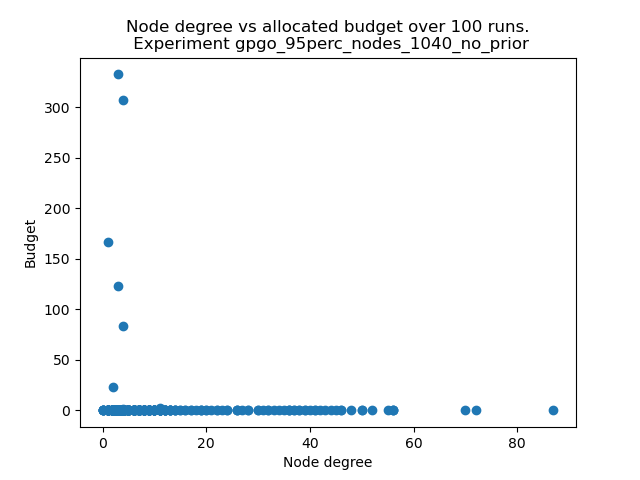 Node degree vs allocated budget over 100 runs.
Experiment gpgo_95perc_nodes_1040_no_prior
300
250
200
150
100
50
0
Budget
0 20 40 60 80
Node degree